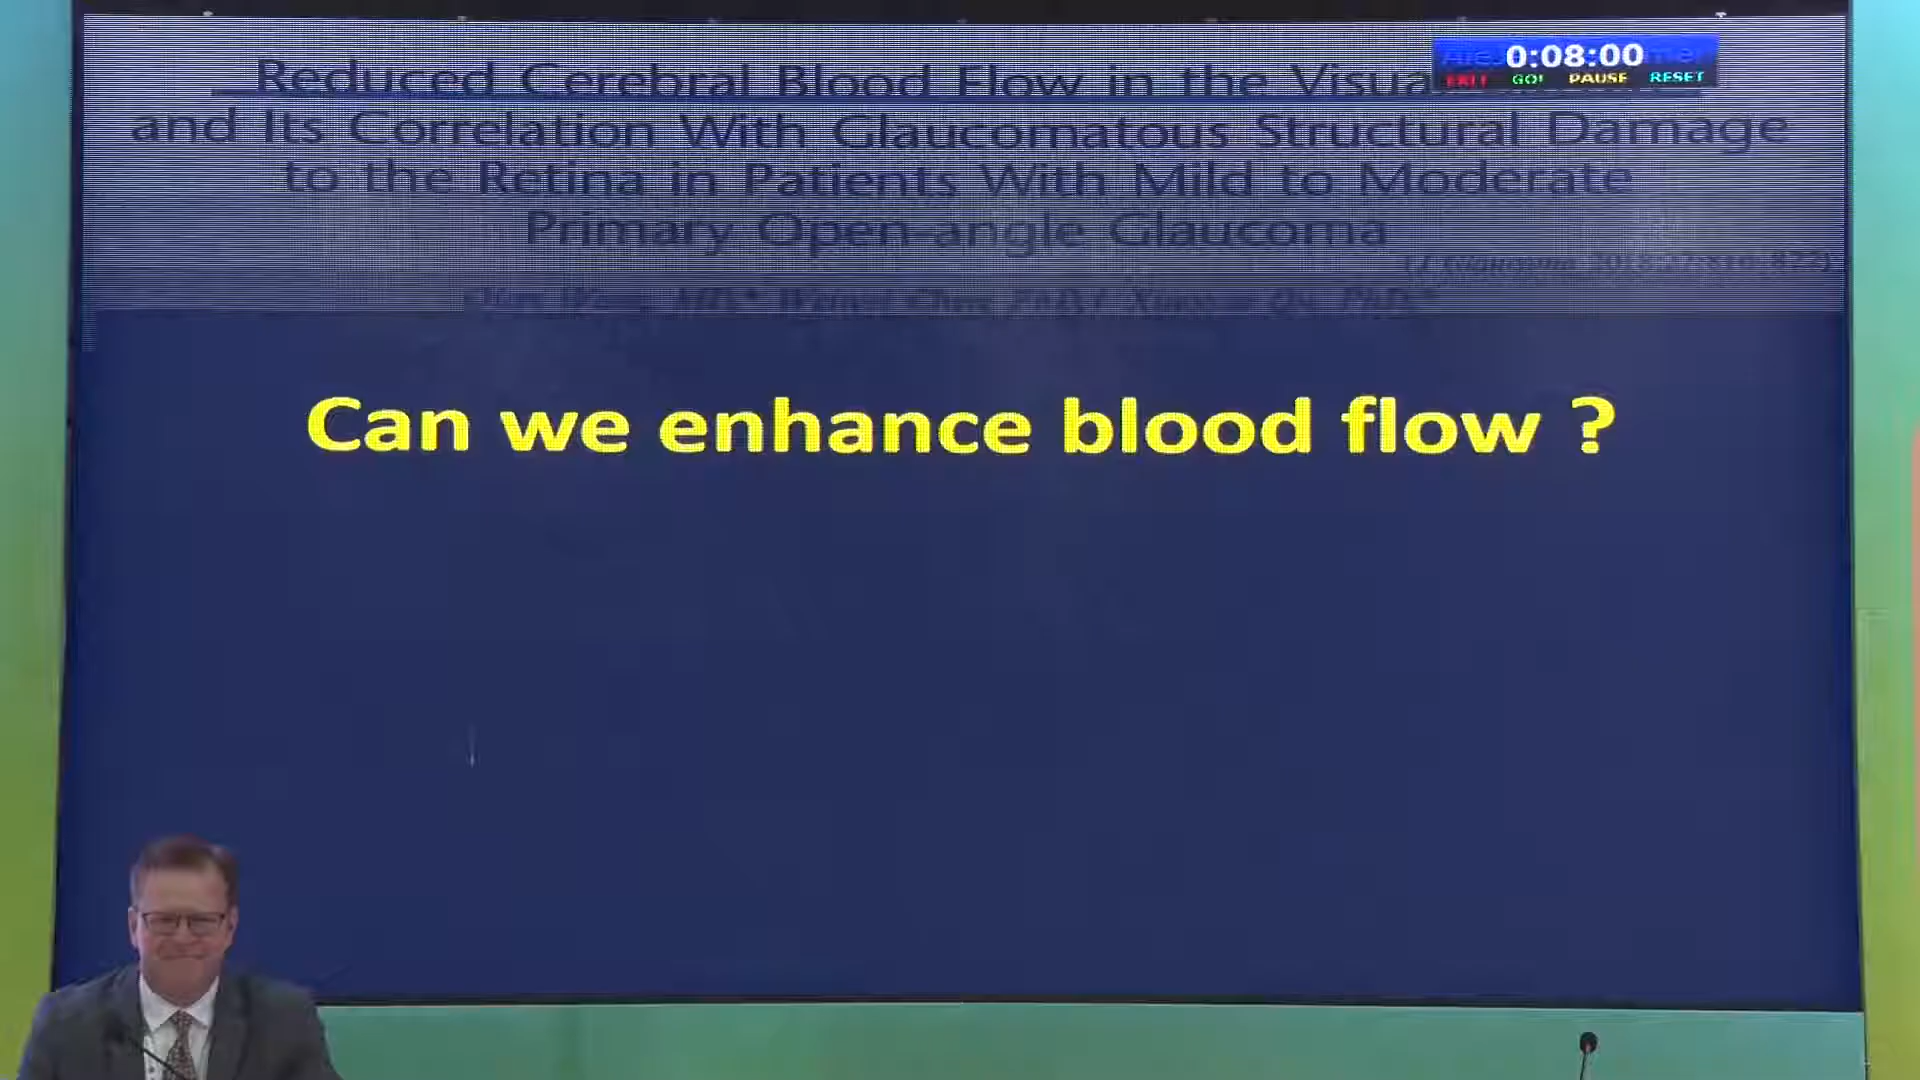 Reduced Cerebral Blood Flow in the Visua
0:08:00
EXIT GO! PAUSE RESET
and Its Correlation With Glaucomatous Structural Damage
to the Retina in Patients With Mild to Moderate
Primary Open-angle Glaucoma
Can we enhance blood flow ?